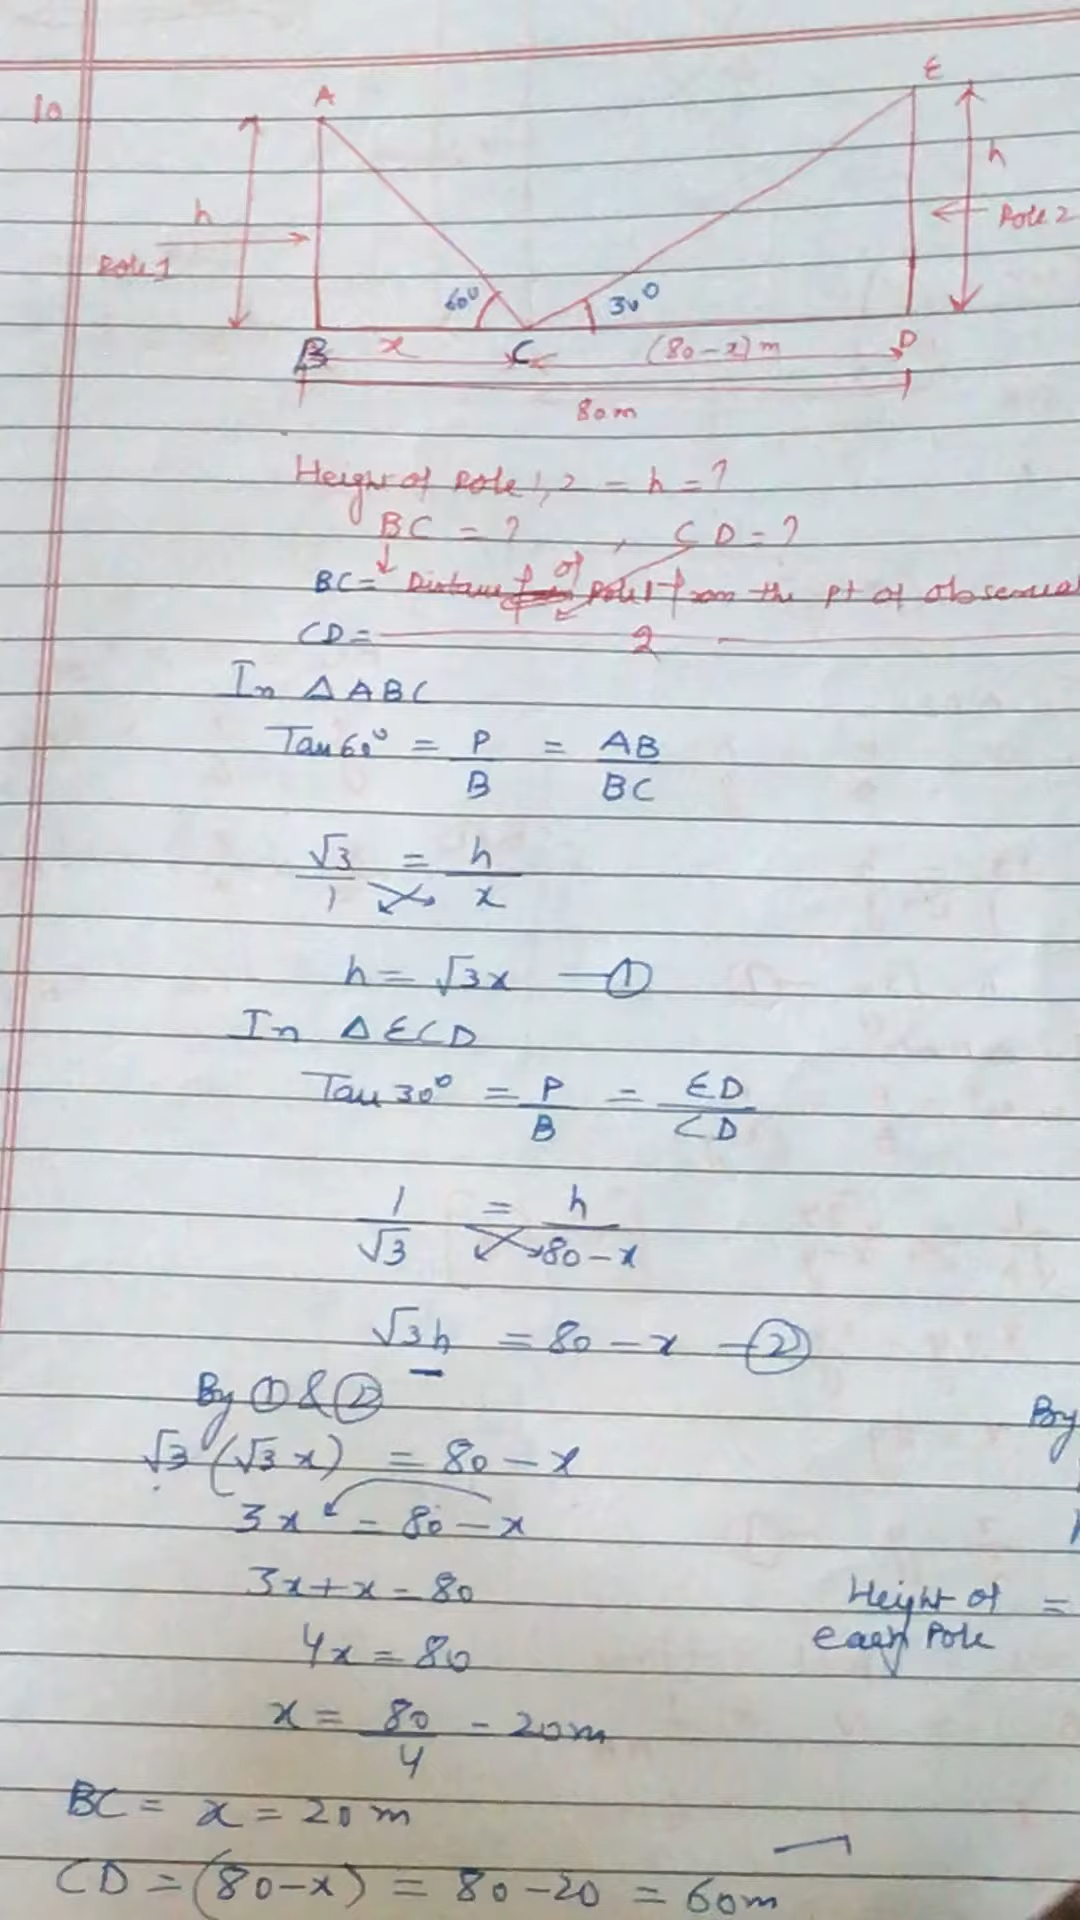 10
A
E
h
h
Pole 1
Pole 2
60°
30°
B
x
C
(80-x)m
D
80m
Height of Pole 1,2 = h = ?
BC = ? , CD = ?
BC = Distance of Pole 1 from the pt of
CD = 2
In △ABC
Tan 60° = P/B = AB/BC
√3/1 = h/x
h = √3x —①
In △ECD
Tan 30° = P/B = ED/CD
1/√3 = h/80-x
√3h = 80-x —②
By ① & ②
√3(√3x) = 80-x
3x = 80-x
3x+x = 80
4x = 80
x = 80/4 = 20m
BC = x = 20m
CD = (80-x) = 80-20 = 60m
By
Height of =
each Pole